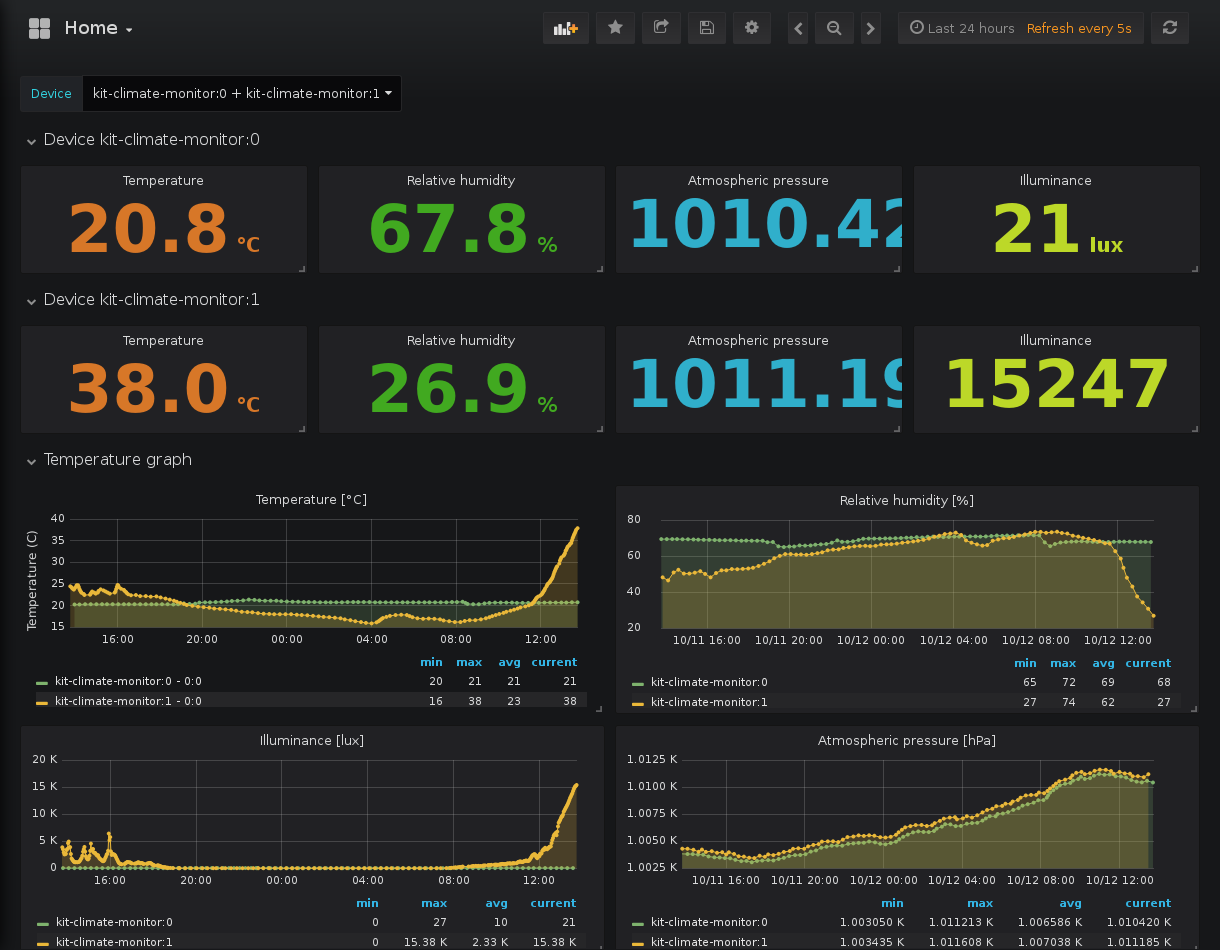 Home
Last 24 hours Refresh every 5s
Device kit-climate-monitor:0 + kit-climate-monitor:1
Device kit-climate-monitor:0
Temperature Relative humidity Atmospheric pressure Illuminance
20.8 °C 67.8 % 1010.42 21 lux
Device kit-climate-monitor:1
Temperature Relative humidity Atmospheric pressure Illuminance
38.0 °C 26.9 % 1011.19 15247
Temperature graph
Temperature [°C]
Temperature (C)
40
35
30
25
20
15
16:00 20:00 00:00 04:00 08:00 12:00
min max avg current
kit-climate-monitor:0 - 0:0 20 21 21 21
kit-climate-monitor:1 - 0:0 16 38 23 38
Relative humidity [%]
80
60
40
20
10/11 16:00 10/11 20:00 10/12 00:00 10/12 04:00 10/12 08:00 10/12 12:00
min max avg current
kit-climate-monitor:0 65 72 69 68
kit-climate-monitor:1 27 74 62 27
Illuminance [lux]
20 K
15 K
10 K
5 K
0
16:00 20:00 00:00 04:00 08:00 12:00
min max avg current
kit-climate-monitor:0 0 27 10 21
kit-climate-monitor:1 0 15.38 K 2.33 K 15.38 K
Atmospheric pressure [hPa]
1.0125 K
1.0100 K
1.0075 K
1.0050 K
1.0025 K
10/11 16:00 10/11 20:00 10/12 00:00 10/12 04:00 10/12 08:00 10/12 12:00
min max avg current
kit-climate-monitor:0 1.003050 K 1.011213 K 1.006586 K 1.010420 K
kit-climate-monitor:1 1.003435 K 1.011608 K 1.007038 K 1.011185 K